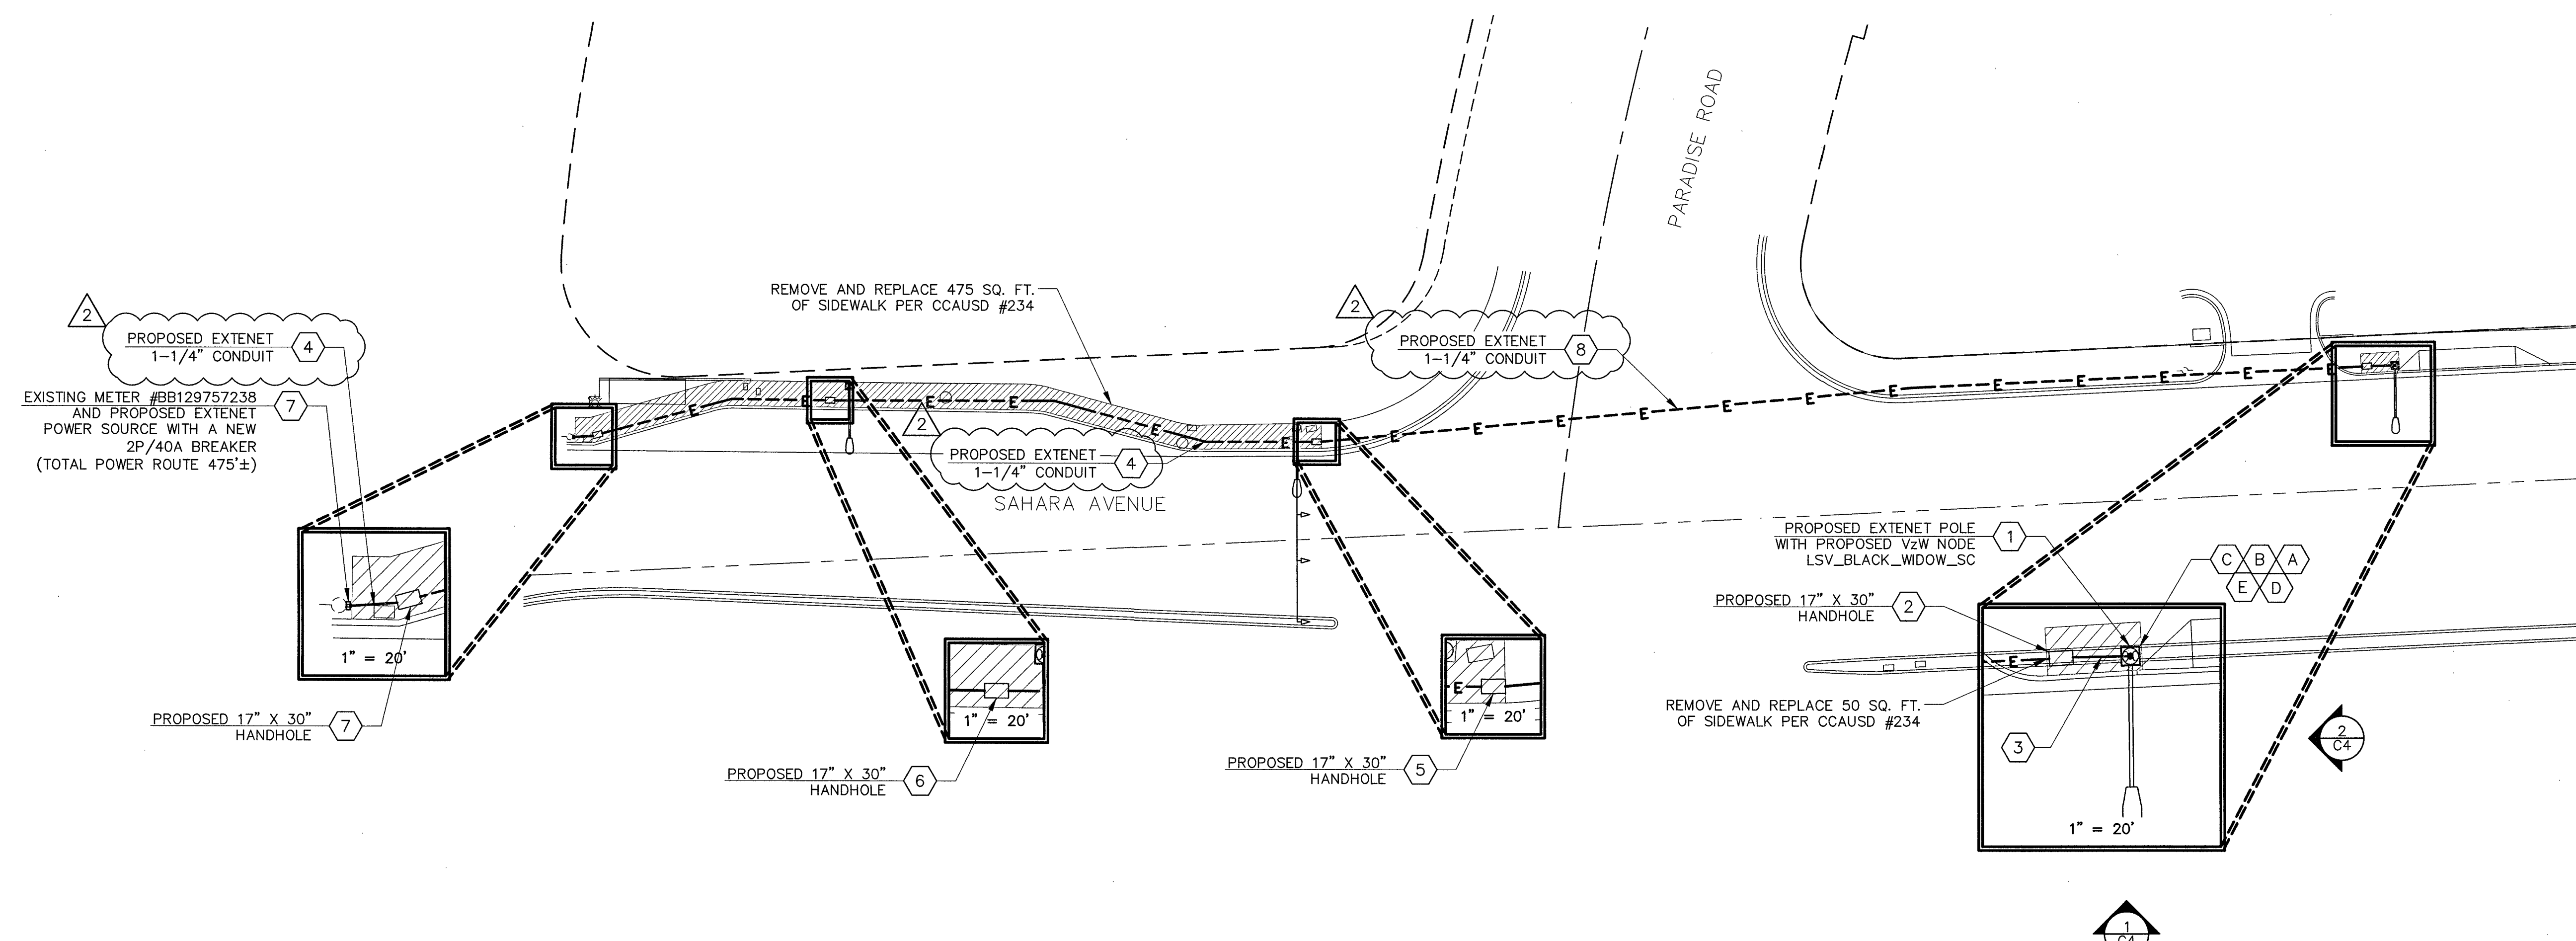 PARADISE ROAD
REMOVE AND REPLACE 475 SQ. FT.
OF SIDEWALK PER CCAUSD #234
2
PROPOSED EXTENET
1-1/4" CONDUIT
4
EXISTING METER #BB129757238
AND PROPOSED EXTENET
POWER SOURCE WITH A NEW
2P/40A BREAKER
(TOTAL POWER ROUTE 475'±)
7
2
PROPOSED EXTENET
1-1/4" CONDUIT
8
2
PROPOSED EXTENET
1-1/4" CONDUIT
4
SAHARA AVENUE
E E E E E E E E E E E E E E E E
1" = 20'
PROPOSED 17" X 30"
HANDHOLE
7
1" = 20'
PROPOSED 17" X 30"
HANDHOLE
6
E
1" = 20'
PROPOSED 17" X 30"
HANDHOLE
5
PROPOSED EXTENET POLE
WITH PROPOSED VzW NODE
LSV_BLACK_WIDOW_SC
1
C B A
E D
PROPOSED 17" X 30"
HANDHOLE
2
E
REMOVE AND REPLACE 50 SQ. FT.
OF SIDEWALK PER CCAUSD #234
3
1" = 20'
2
C4
1
C4